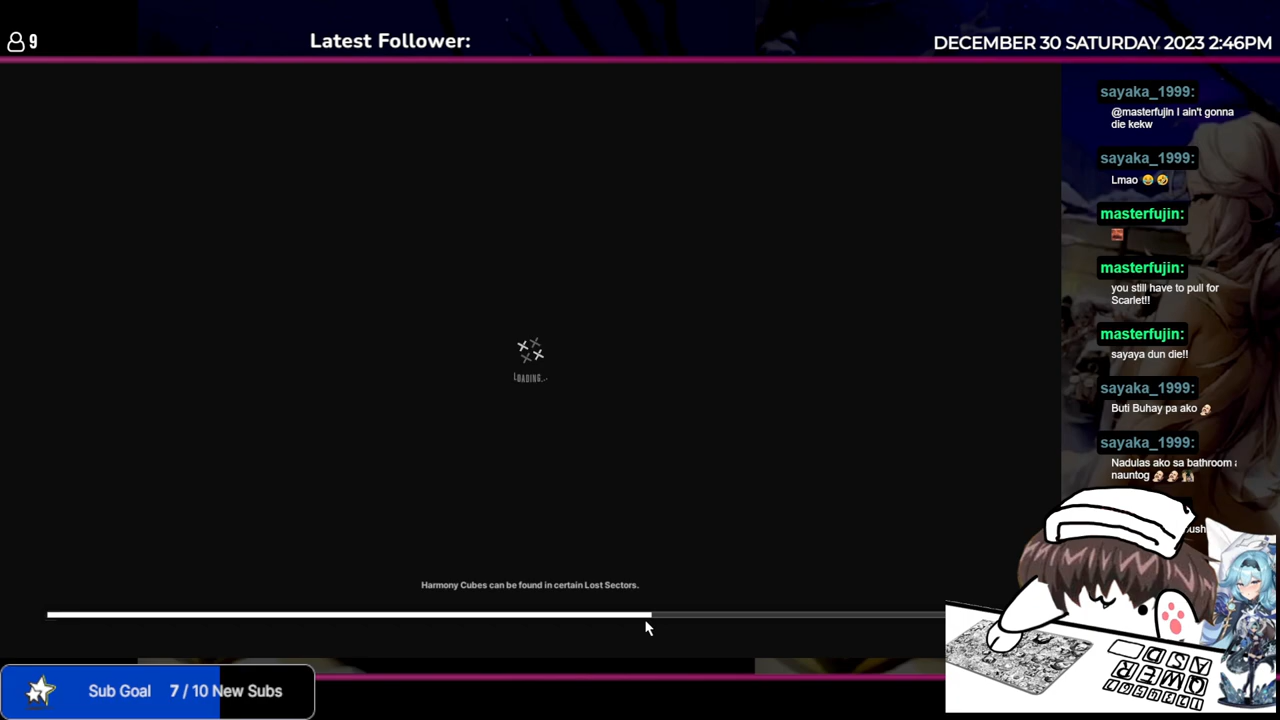 9
Latest Follower:
DECEMBER 30 SATURDAY 2023 2:46PM
sayaka_1999:
@masterfujin I ain't gonna
die kekw
sayaka_1999:
Lmao 😂 🤣
masterfujin:
masterfujin:
you still have to pull for
Scarlet!!
masterfujin:
sayaya dun die!!
sayaka_1999:
Buti Buhay pa ako
sayaka_1999:
Nadulas ako sa bathroom
nauntog
LOADING...
Harmony Cubes can be found in certain Lost Sectors.
Sub Goal 7 / 10 New Subs
A S D
Q W E R